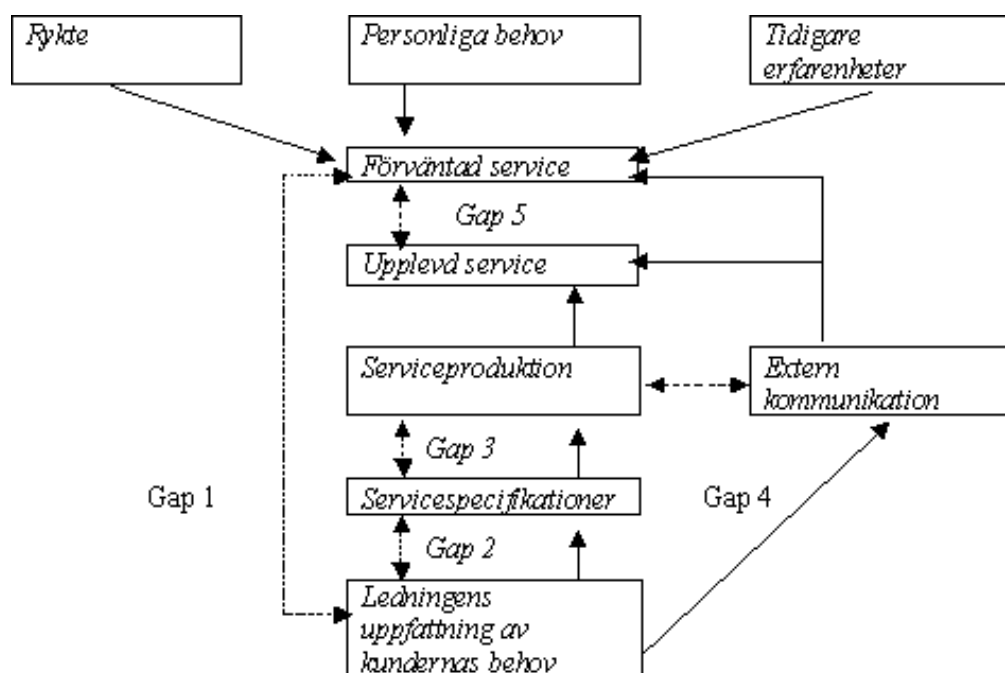 Rykte
Personliga behov
Tidigare
erfarenheter
Förväntad service
Gap 5
Upplevd service
Serviceproduktion
Extern
kommunikation
Gap 3
Gap 1
Servicespecifikationer
Gap 4
Gap 2
Ledningens
uppfattning av
kundernas behov